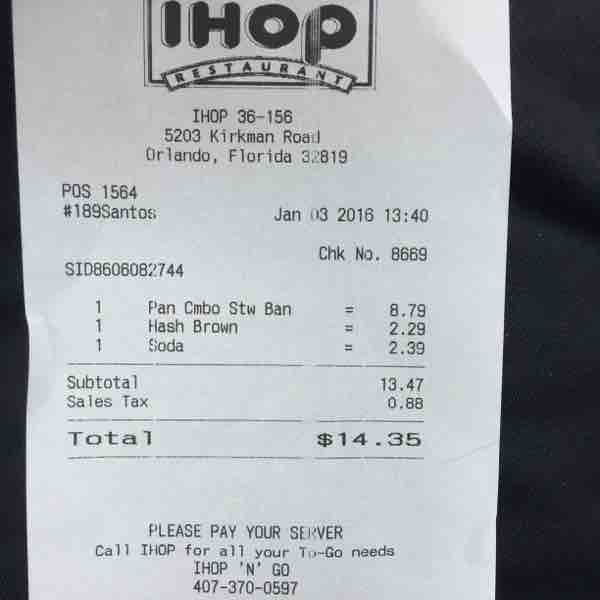 IHOP
RESTAURANT
IHOP 36-156
5203 Kirkman Road
Orlando, Florida 32819
POS 1564
#189Santos
Jan 03 2016 13:40
Chk No. 8669
SID8606082744
1 Pan Cmbo Stw Ban = 8.79
1 Hash Brown = 2.29
1 Soda = 2.39
Subtotal 13.47
Sales Tax 0.88
Total $14.35
PLEASE PAY YOUR SERVER
Call IHOP for all your To-Go needs
IHOP 'N' GO
407-370-0597